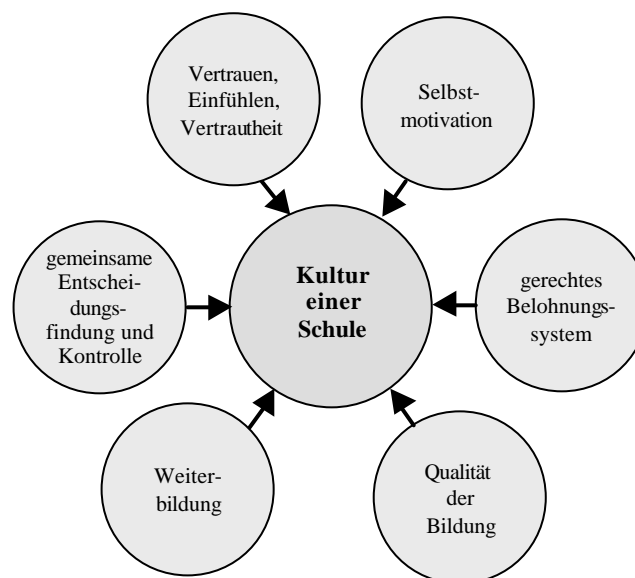 Vertrauen,
Einfühlen,
Vertrautheit
Selbst-
motivation
gemeinsame
Entschei-
dungs-
findung und
Kontrolle
Kultur
einer
Schule
gerechtes
Belohnungs-
system
Weiter-
bildung
Qualität
der
Bildung